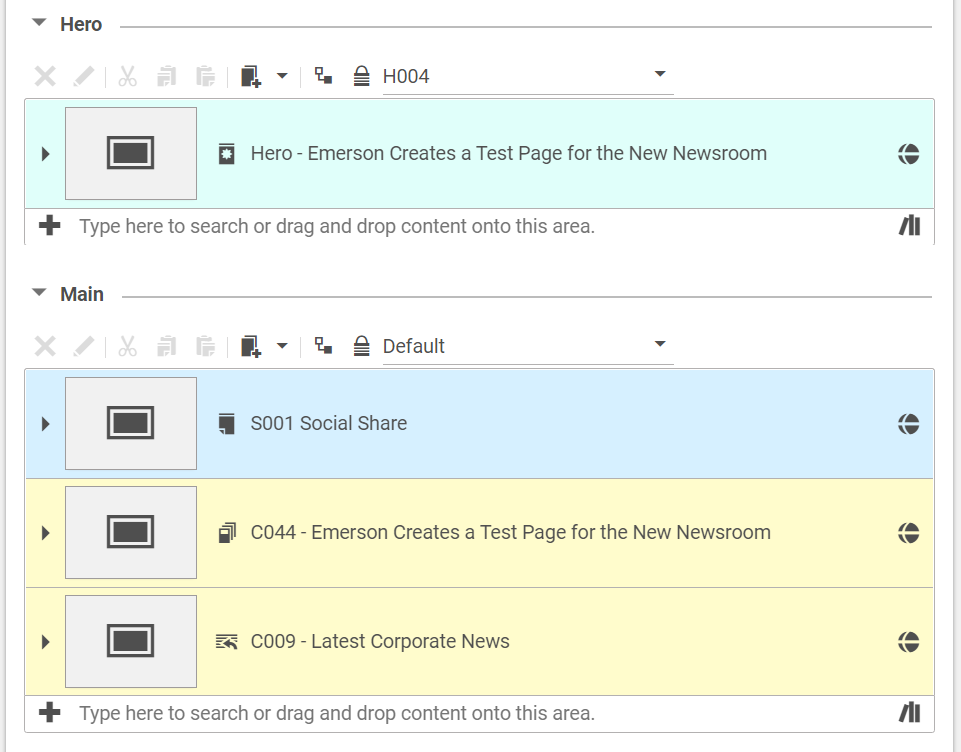 Hero
H004
Hero - Emerson Creates a Test Page for the New Newsroom
Type here to search or drag and drop content onto this area.
Main
Default
S001 Social Share
C044 - Emerson Creates a Test Page for the New Newsroom
C009 - Latest Corporate News
Type here to search or drag and drop content onto this area.